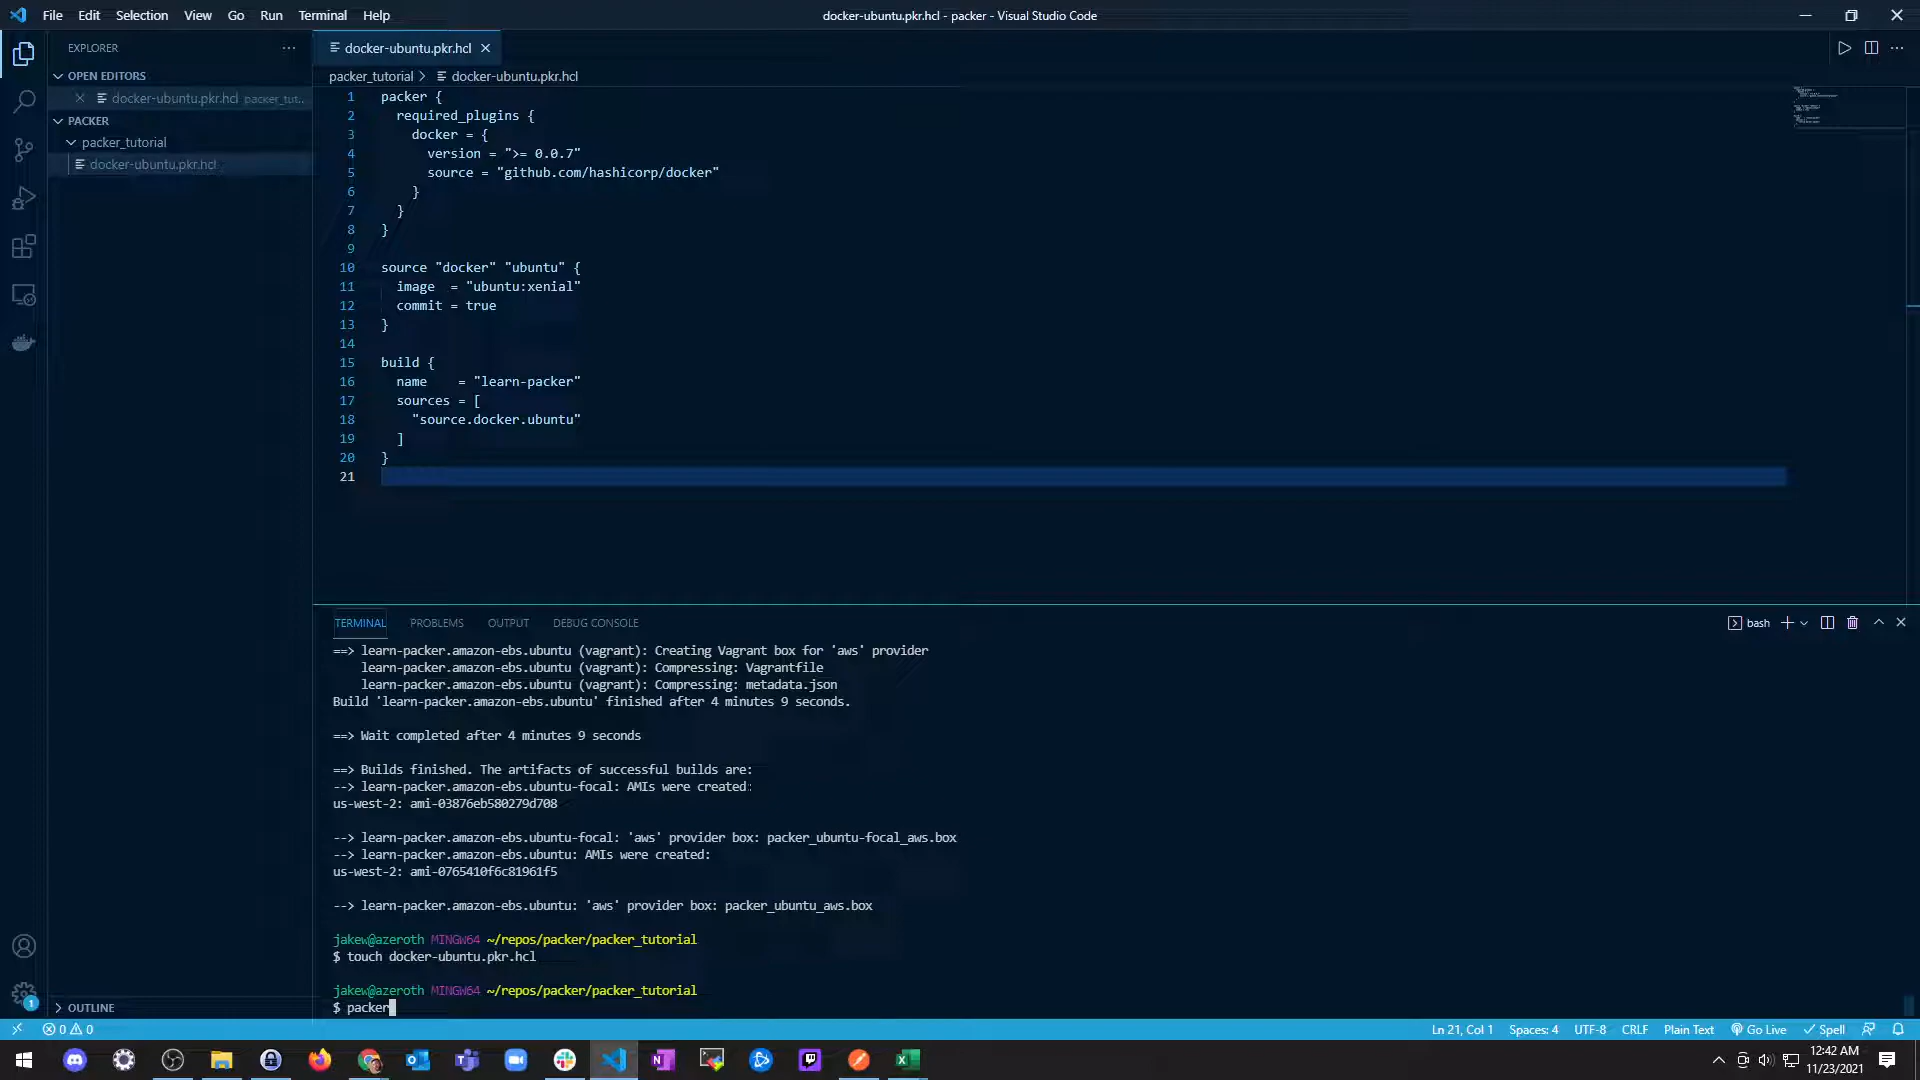 File Edit Selection View Go Run Terminal Help
docker-ubuntu.pkr.hcl - packer - Visual Studio Code
EXPLORER
OPEN EDITORS
docker-ubuntu.pkr.hcl packer_tut...
PACKER
packer_tutorial
docker-ubuntu.pkr.hcl
OUTLINE
docker-ubuntu.pkr.hcl
packer_tutorial > docker-ubuntu.pkr.hcl
1 packer {
2 required_plugins {
3 docker = {
4 version = ">= 0.0.7"
5 source = "github.com/hashicorp/docker"
6 }
7 }
8 }
9
10 source "docker" "ubuntu" {
11 image  = "ubuntu:xenial"
12 commit = true
13 }
14
15 build {
16 name    = "learn-packer"
17 sources = [
18 "source.docker.ubuntu"
19 ]
20 }
21
TERMINAL PROBLEMS OUTPUT DEBUG CONSOLE
bash
==> learn-packer.amazon-ebs.ubuntu (vagrant): Creating Vagrant box for 'aws' provider
learn-packer.amazon-ebs.ubuntu (vagrant): Compressing: Vagrantfile
learn-packer.amazon-ebs.ubuntu (vagrant): Compressing: metadata.json
Build 'learn-packer.amazon-ebs.ubuntu' finished after 4 minutes 9 seconds.
==> Wait completed after 4 minutes 9 seconds
==> Builds finished. The artifacts of successful builds are:
--> learn-packer.amazon-ebs.ubuntu-focal: AMIs were created:
us-west-2: ami-03876eb580279d708
--> learn-packer.amazon-ebs.ubuntu-focal: 'aws' provider box: packer_ubuntu-focal_aws.box
--> learn-packer.amazon-ebs.ubuntu: AMIs were created:
us-west-2: ami-0765410f6c81961f5
--> learn-packer.amazon-ebs.ubuntu: 'aws' provider box: packer_ubuntu_aws.box
jakew@azeroth MINGW64 ~/repos/packer/packer_tutorial
$ touch docker-ubuntu.pkr.hcl
jakew@azeroth MINGW64 ~/repos/packer/packer_tutorial
$ packer
1
0 0
Ln 21, Col 1 Spaces: 4 UTF-8 CRLF Plain Text Go Live Spell
12:42 AM
11/23/2021